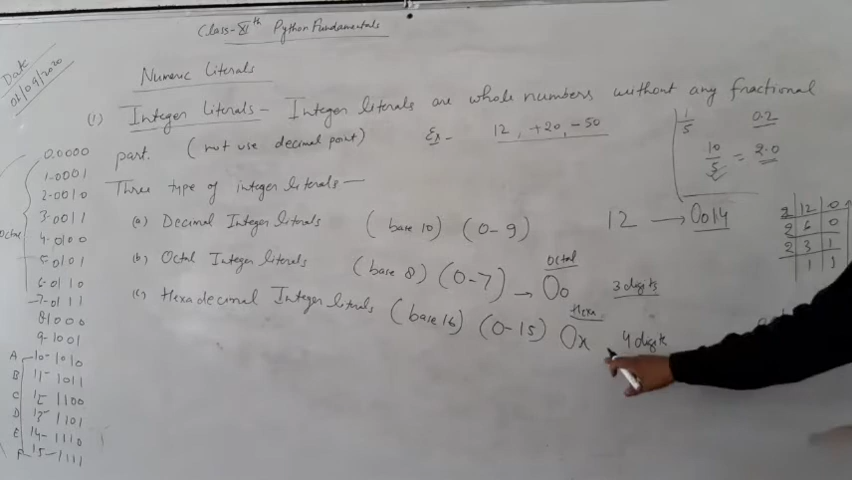 Class-XIth Python Fundamentals
Date
06/09/2020
Numeric Literals
(1) Integer Literals - Integer literals are whole numbers without any fractional
part. (not use decimal point) Ex- 12, +20, -50
1/5 0.2
10/5 = 2.0
Three type of integer literals -
(a) Decimal Integer literals (base 10) (0-9) 12 → 0o14
(b) Octal Integer literals (base 8) (0-7) → 0o Octal 3 digits
(c) Hexadecimal Integer literals (base 16) (0-15) 0x Hexa 4 digits
2 12 0
2 6 0
2 3 1
1 1
Octal
0.0000
1-0001
2-0010
3-0011
4-0100
5-0101
6-0110
7-0111
8-1000
9-1001
A 10-1010
B 11-1011
C 12 1100
D 13- 1101
E 14- 1110
F 15-1111